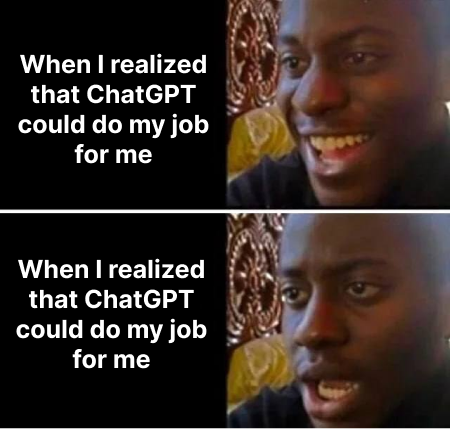 When I realized
that ChatGPT
could do my job
for me
When I realized
that ChatGPT
could do my job
for me